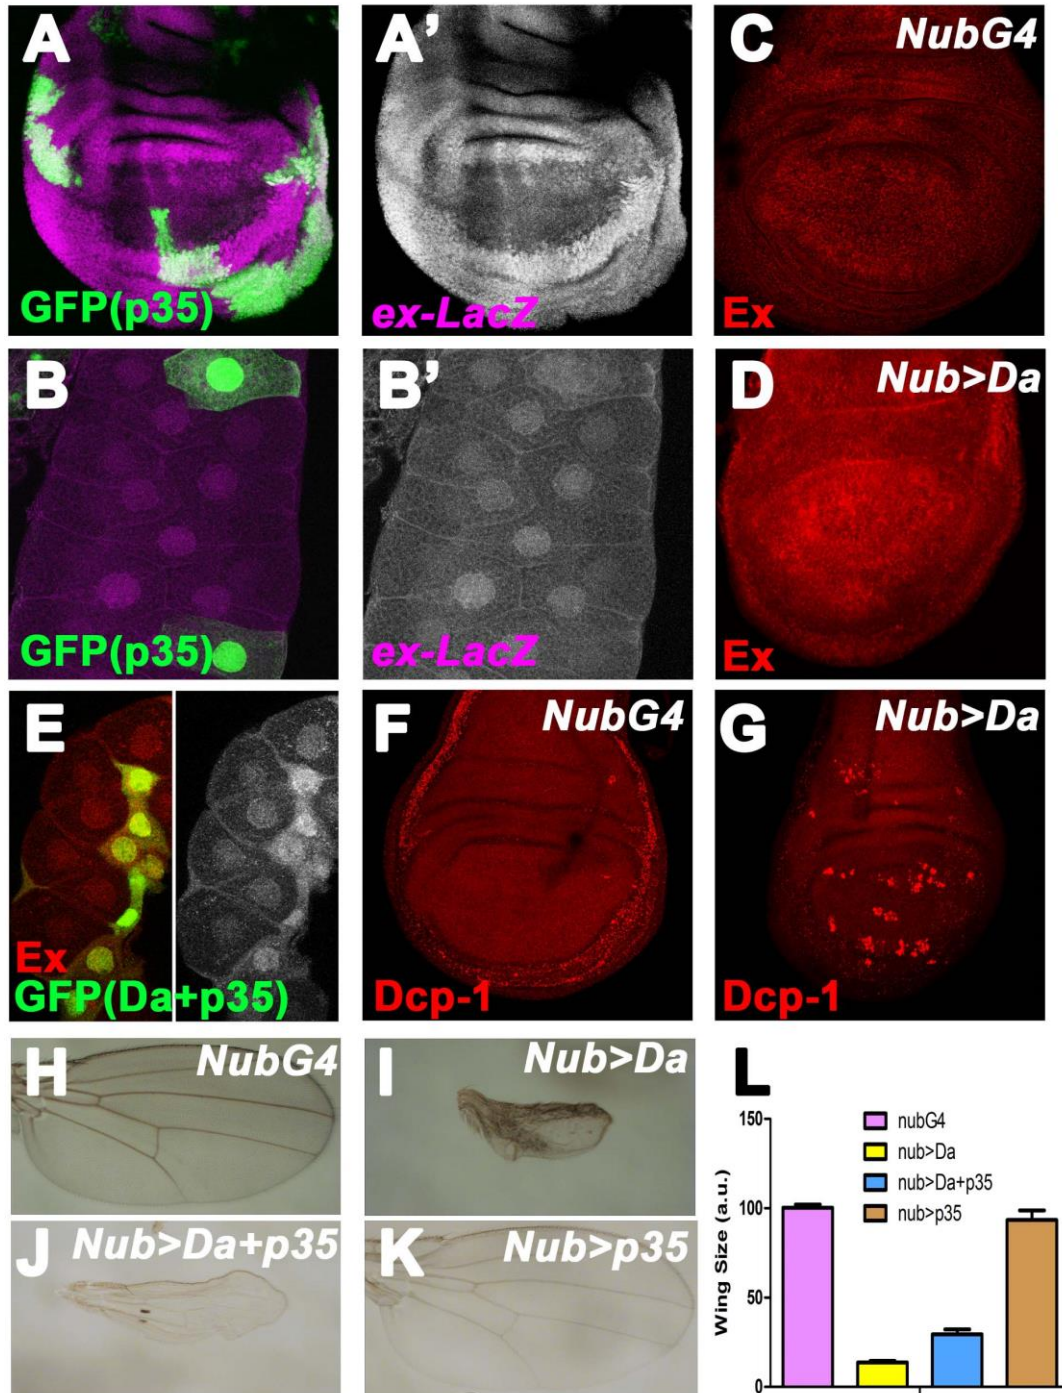 A
GFP(p35)
A'
ex-LacZ
C
NubG4
Ex
B
GFP(p35)
B'
ex-LacZ
D
Nub>Da
Ex
E
Ex
GFP(Da+p35)
F
NubG4
Dcp-1
G
Nub>Da
Dcp-1
H
NubG4
I
Nub>Da
J
Nub>Da+p35
K
Nub>p35
L
nubG4
nub>Da
nub>Da+p35
nub>p35
Wing Size (a.u.)
150
100
50
0